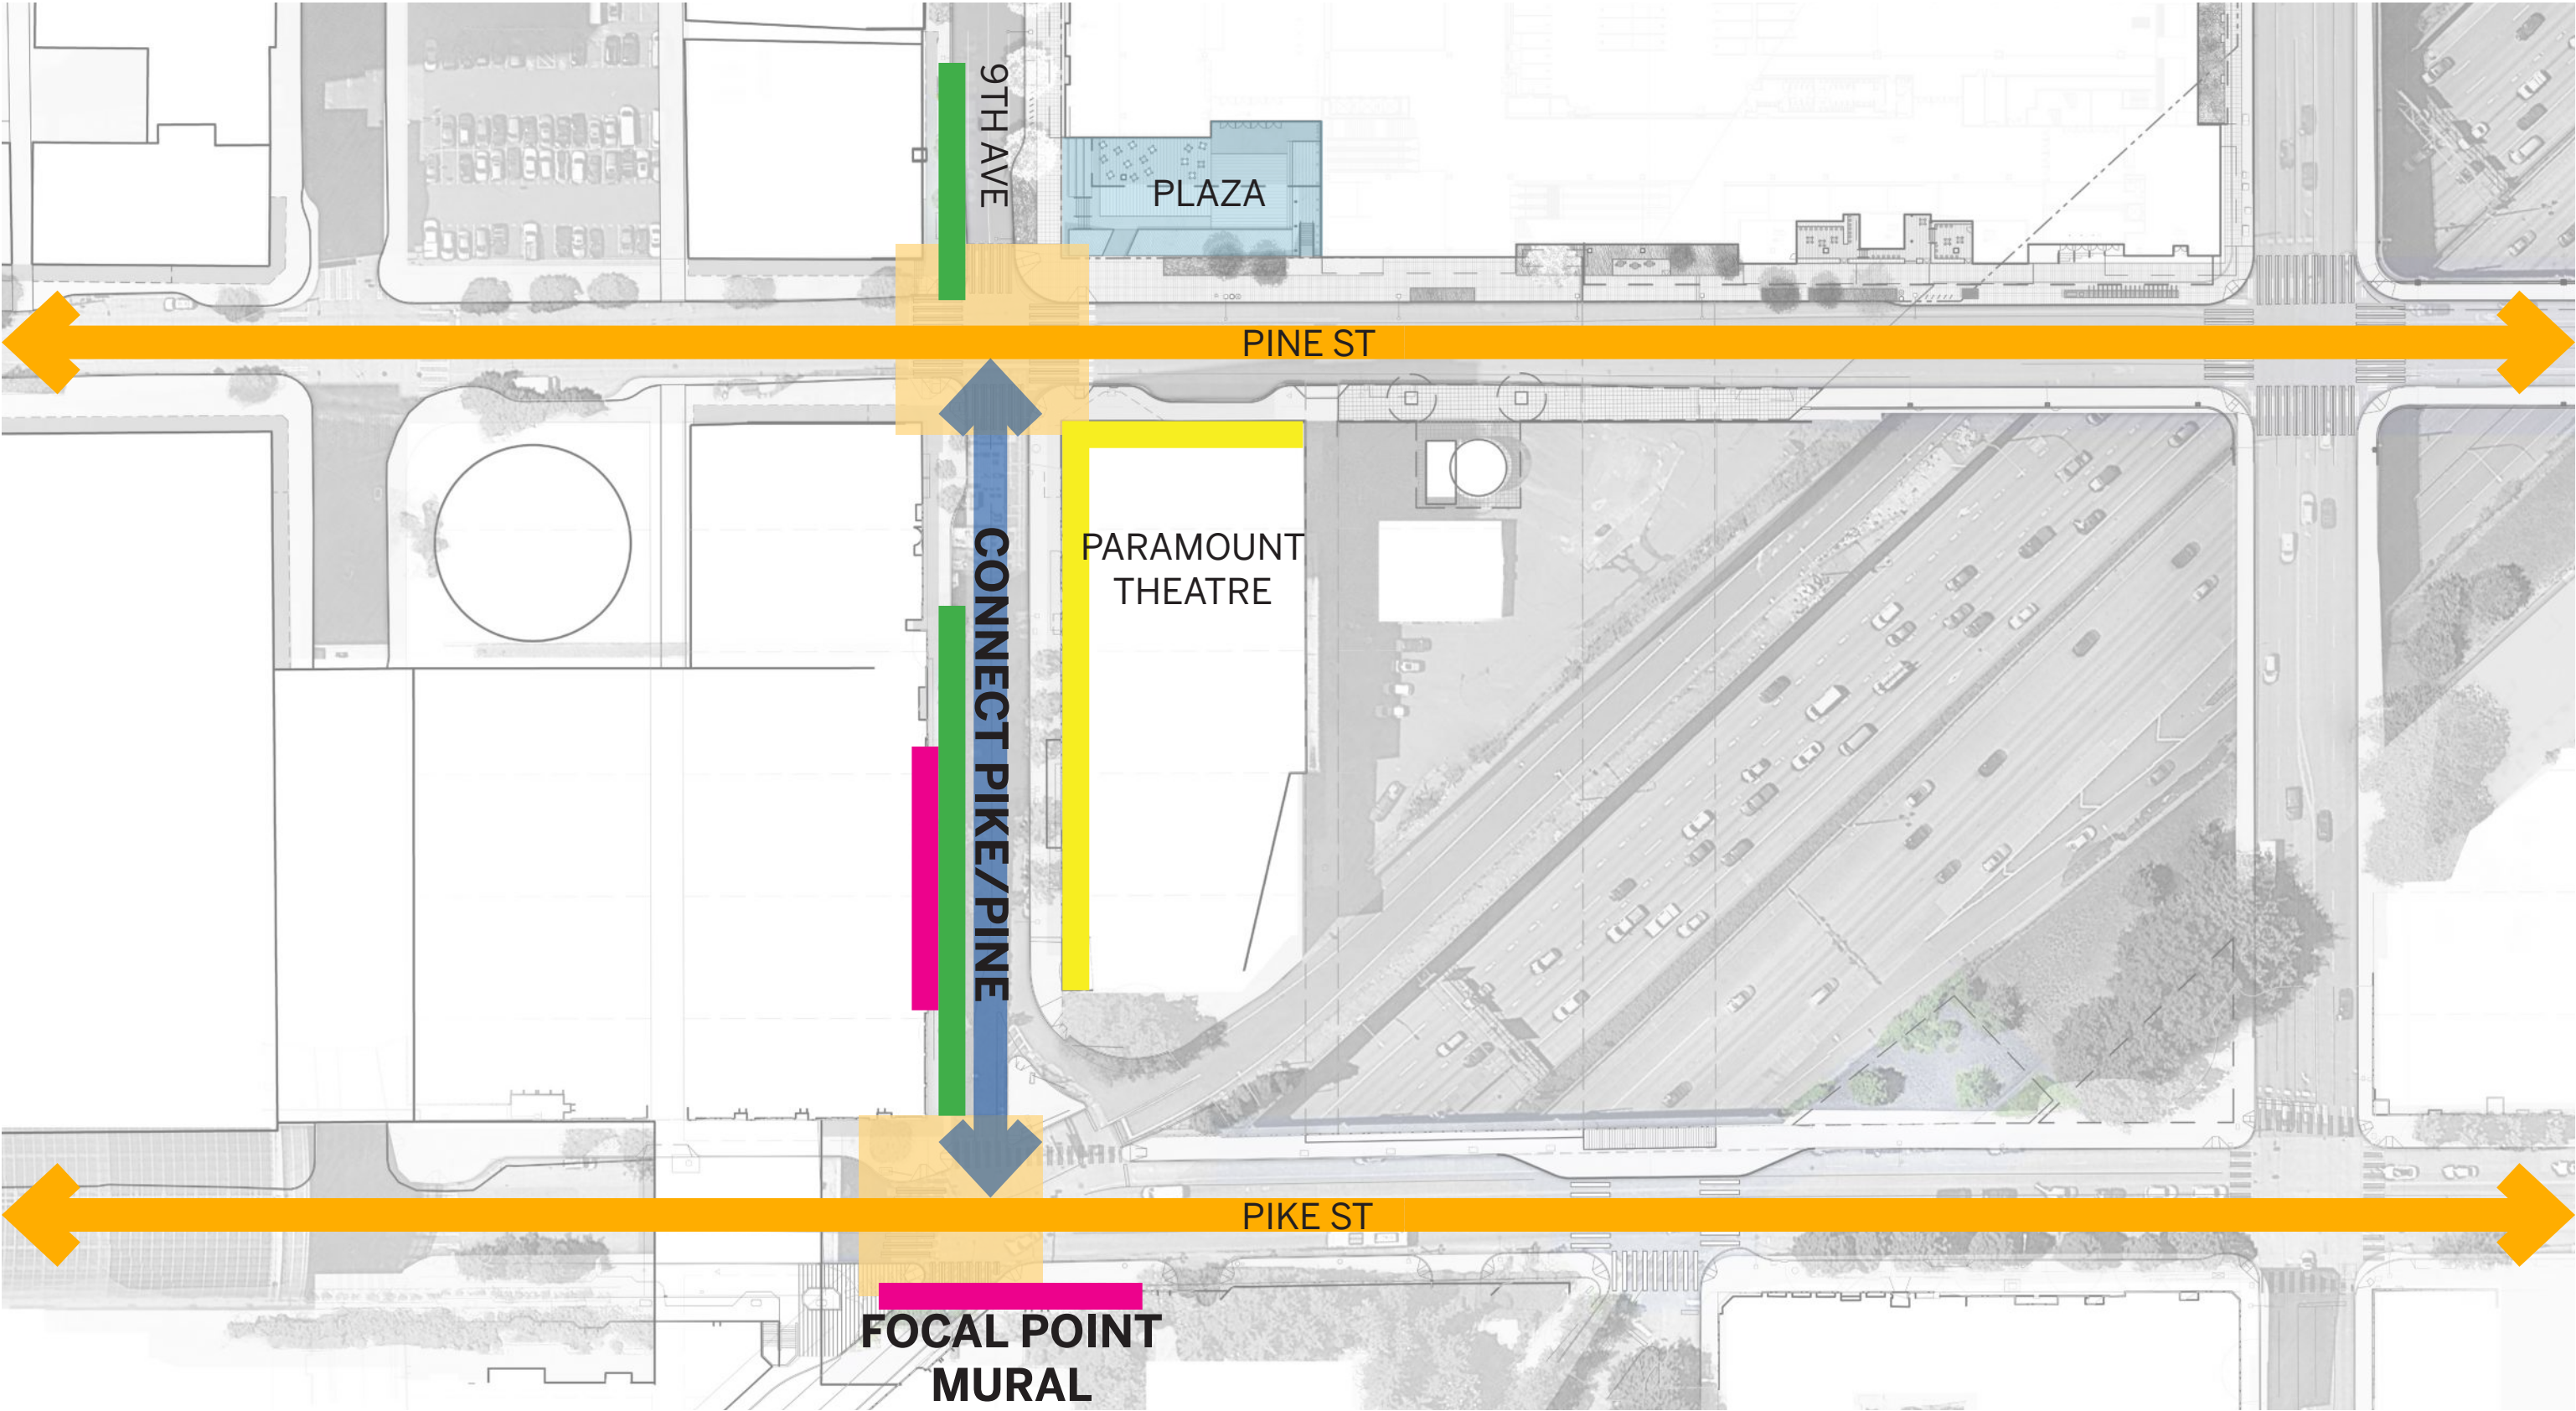 9TH AVE
PLAZA
PINE ST
PARAMOUNT
THEATRE
CONNECT PIKE/PINE
PIKE ST
FOCAL POINT
MURAL